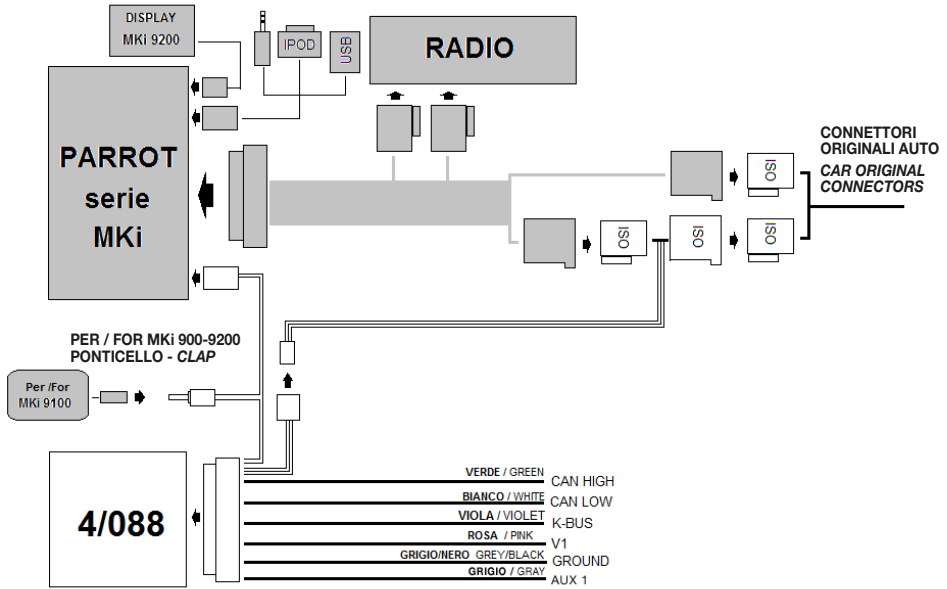 DISPLAY
MKi 9200
IPOD
USB
RADIO
PARROT
serie
MKi
CONNETTORI
ORIGINALI AUTO
CAR ORIGINAL
CONNECTORS
ISO
ISO
ISO
ISO
PER / FOR MKi 900-9200
PONTICELLO - CLAP
Per /For
MKi 9100
4/088
VERDE / GREEN CAN HIGH
BIANCO / WHITE CAN LOW
VIOLA / VIOLET K-BUS
ROSA / PINK V1
GRIGIO/NERO GREY/BLACK GROUND
GRIGIO / GRAY AUX 1